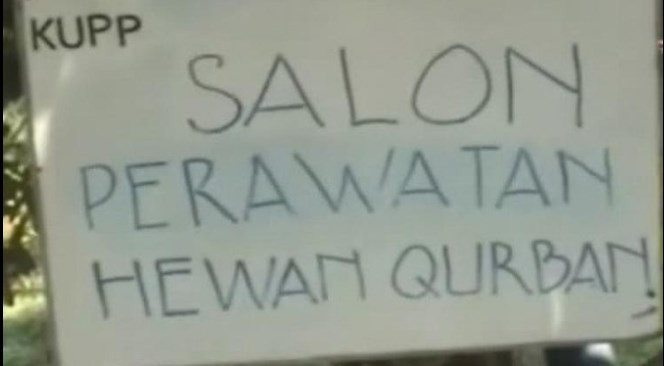 KUPP
SALON
PERAWATAN
HEWAN QURBAN!